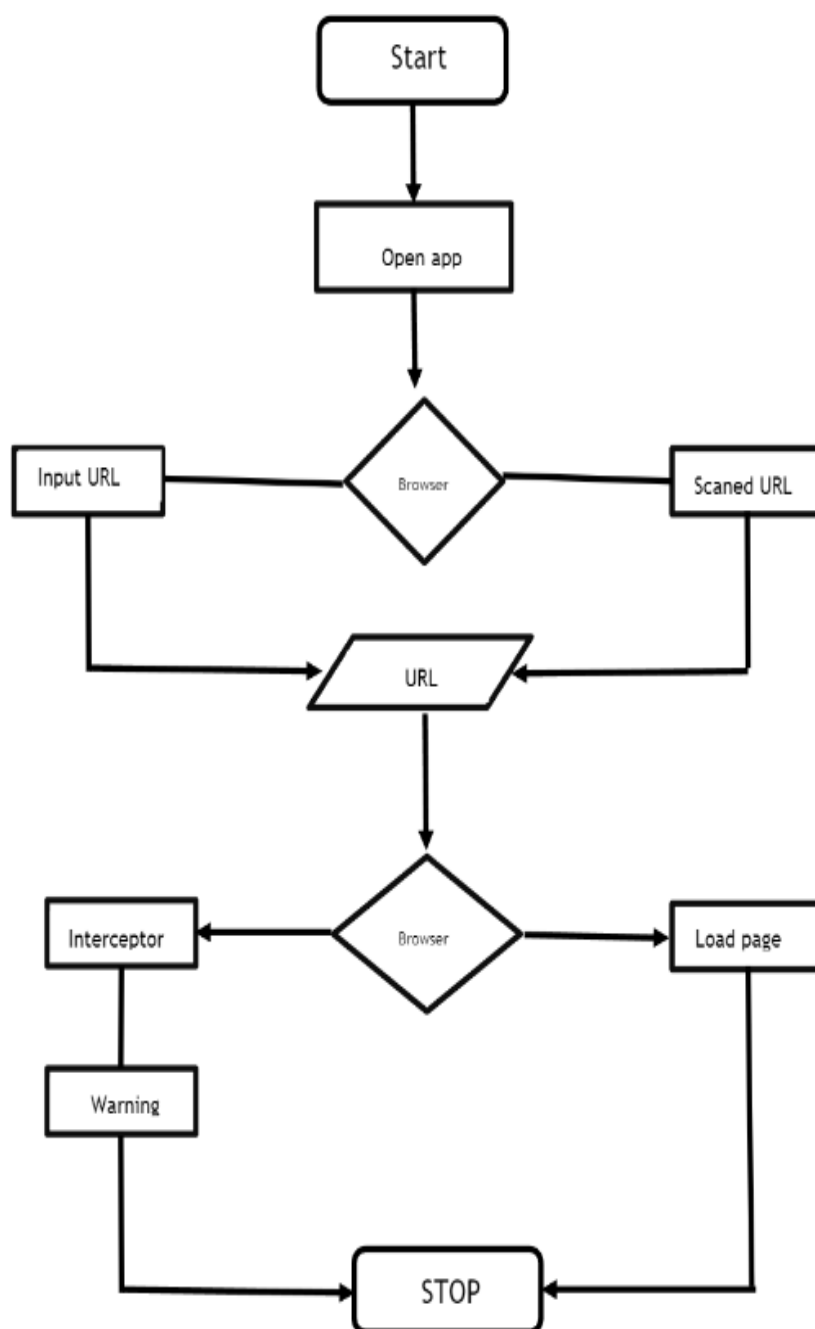 Start
Open app
Input URL
Browser
Scaned URL
URL
Interceptor
Browser
Load page
Warning
STOP